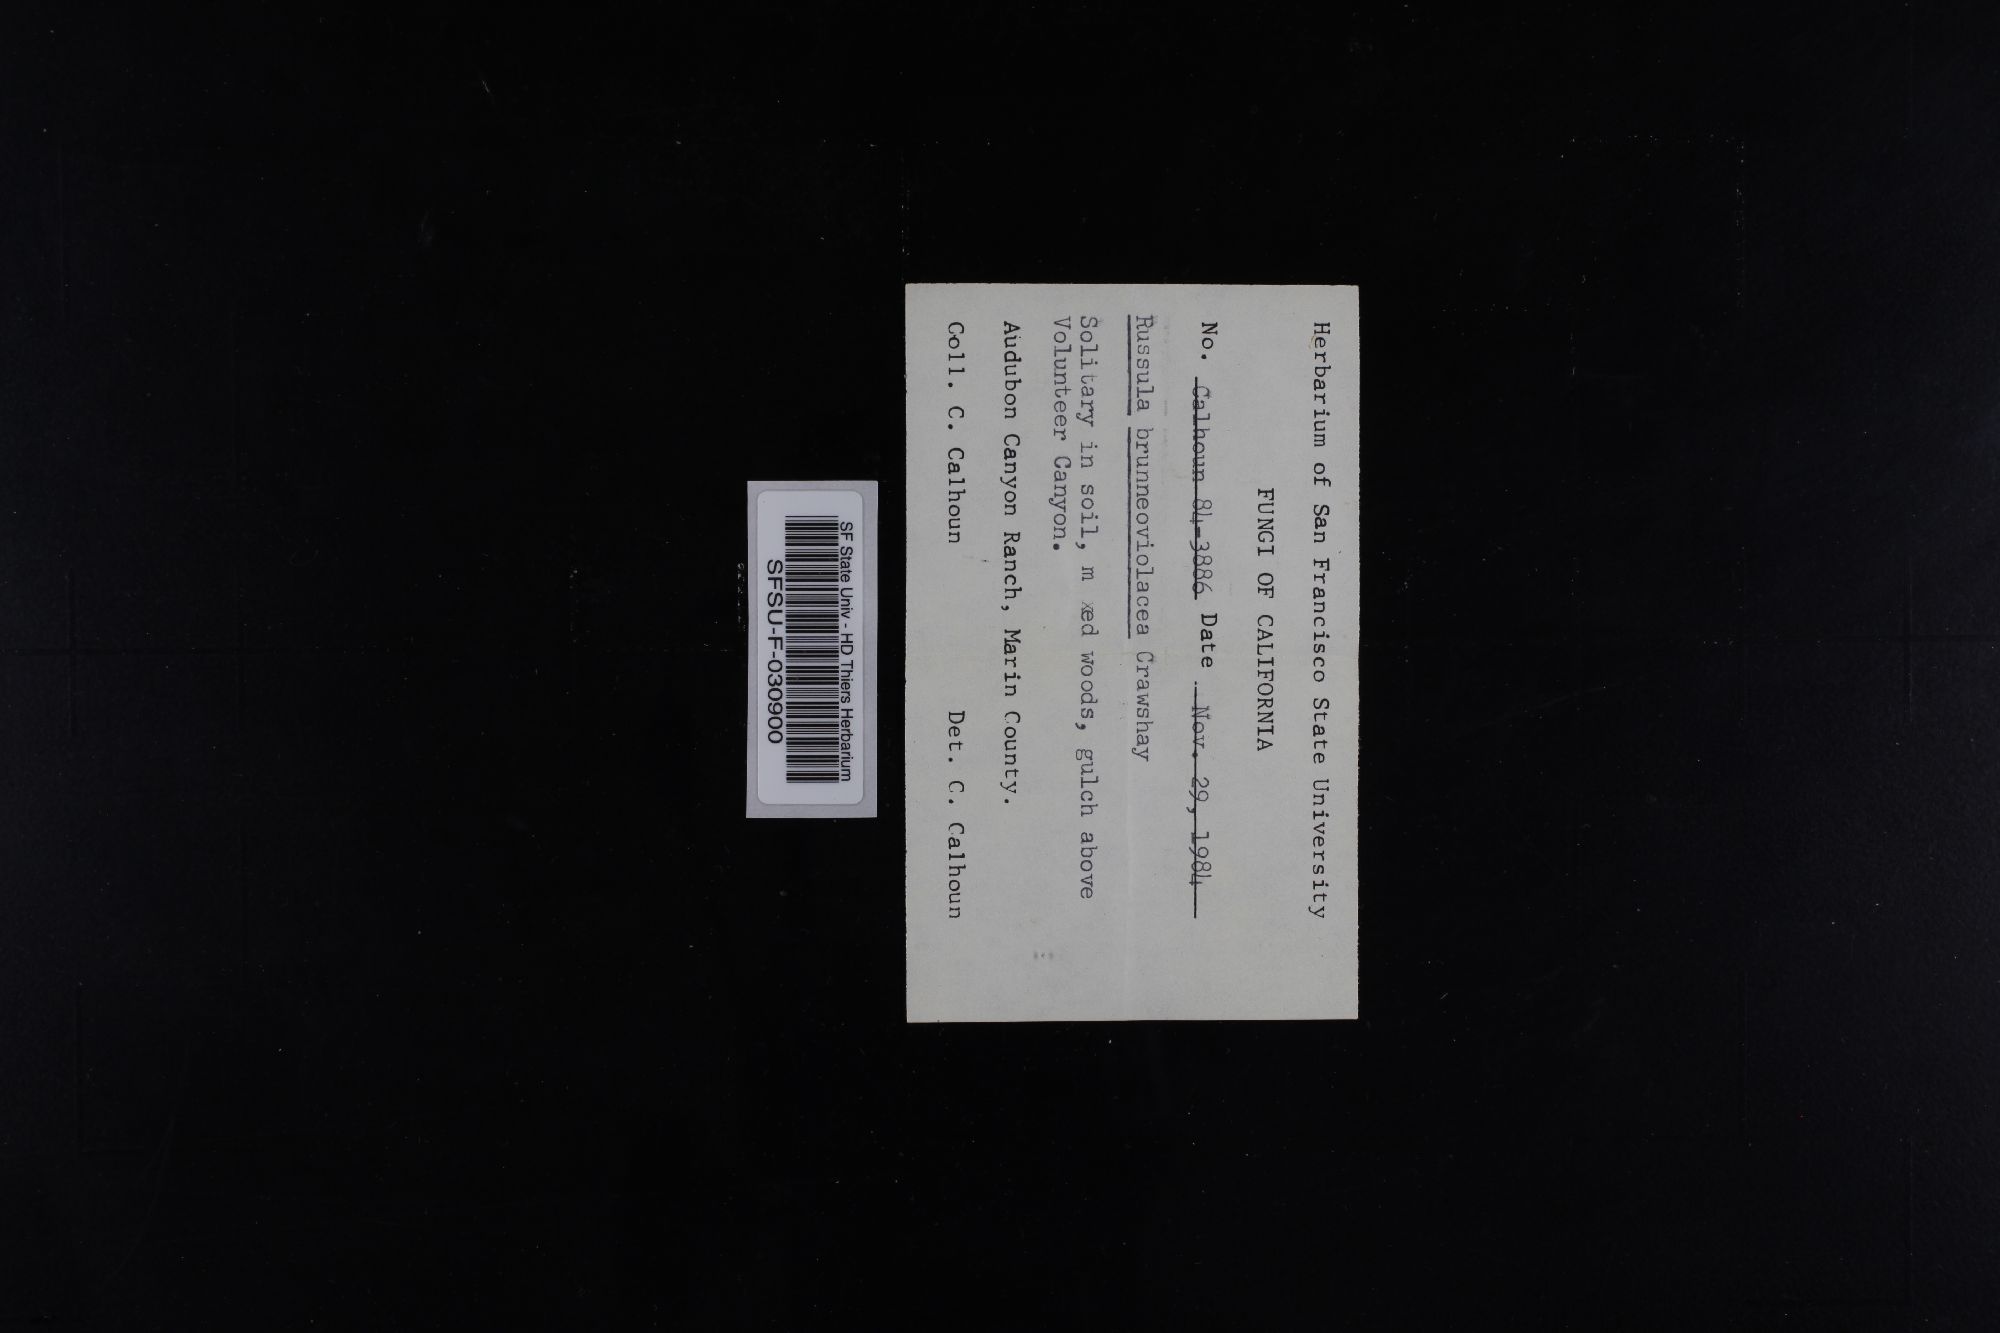 Herbarium of San Francisco State University
FUNGI OF CALIFORNIA
No. Calhoun 84-3886 Date Nov. 29, 1984
Russula brunneoviolacea Crawshay
Solitary in soil, m xed woods, gulch above
Volunteer Canyon.
Audubon Canyon Ranch, Marin County.
Coll. C. Calhoun Det. C. Calhoun
SF State Univ - HD Thiers Herbarium
SFSU-F-030900